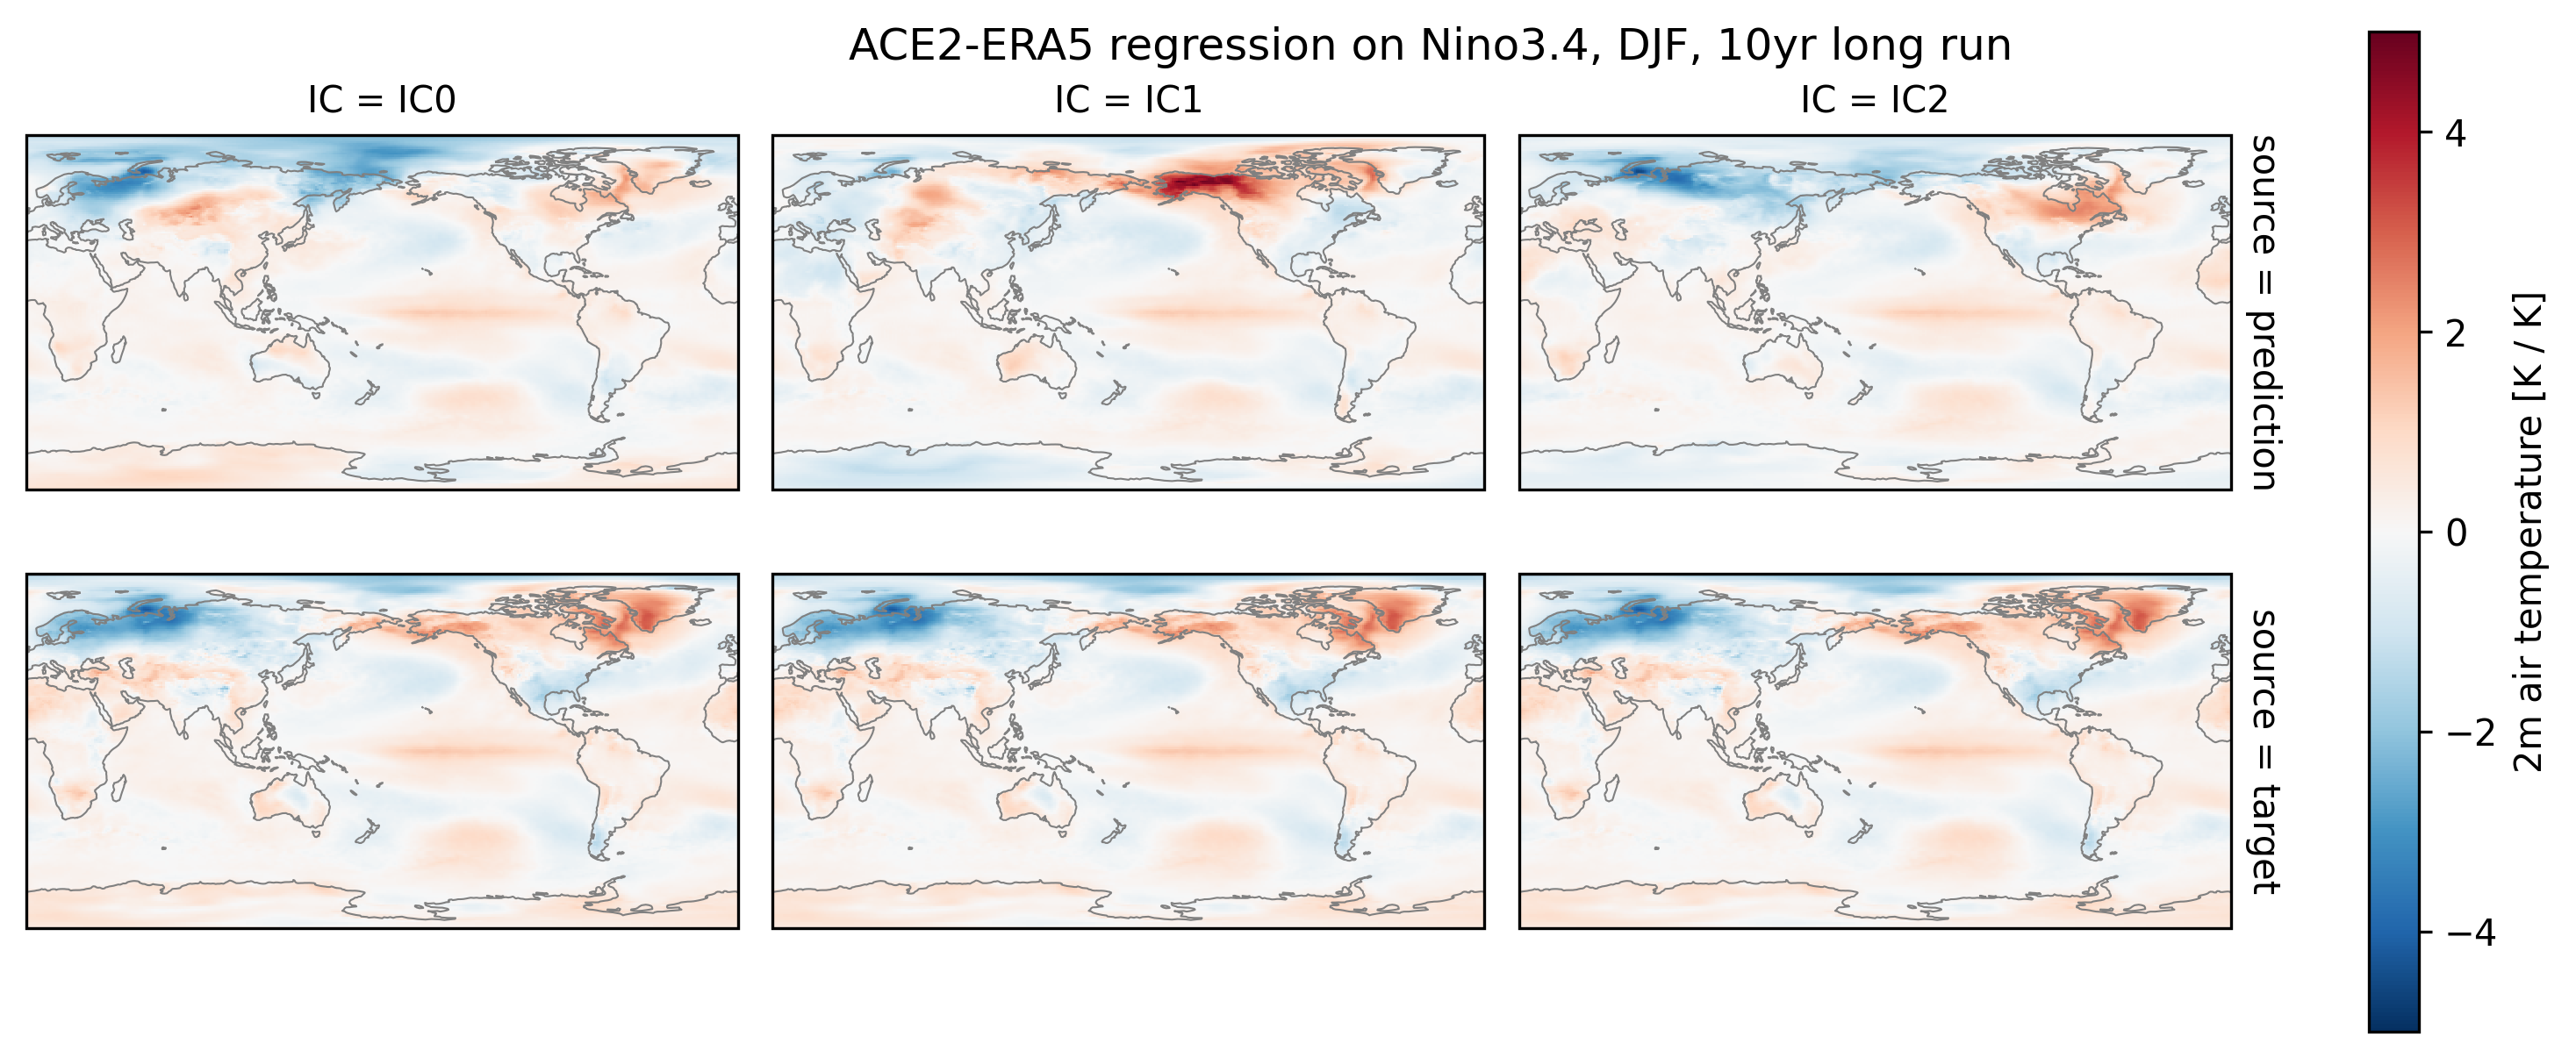 ACE2-ERA5 regression on Nino3.4, DJF, 10yr long run
IC = IC0
IC = IC1
IC = IC2
source = prediction
source = target
4
2
0
−2
−4
2m air temperature [K / K]